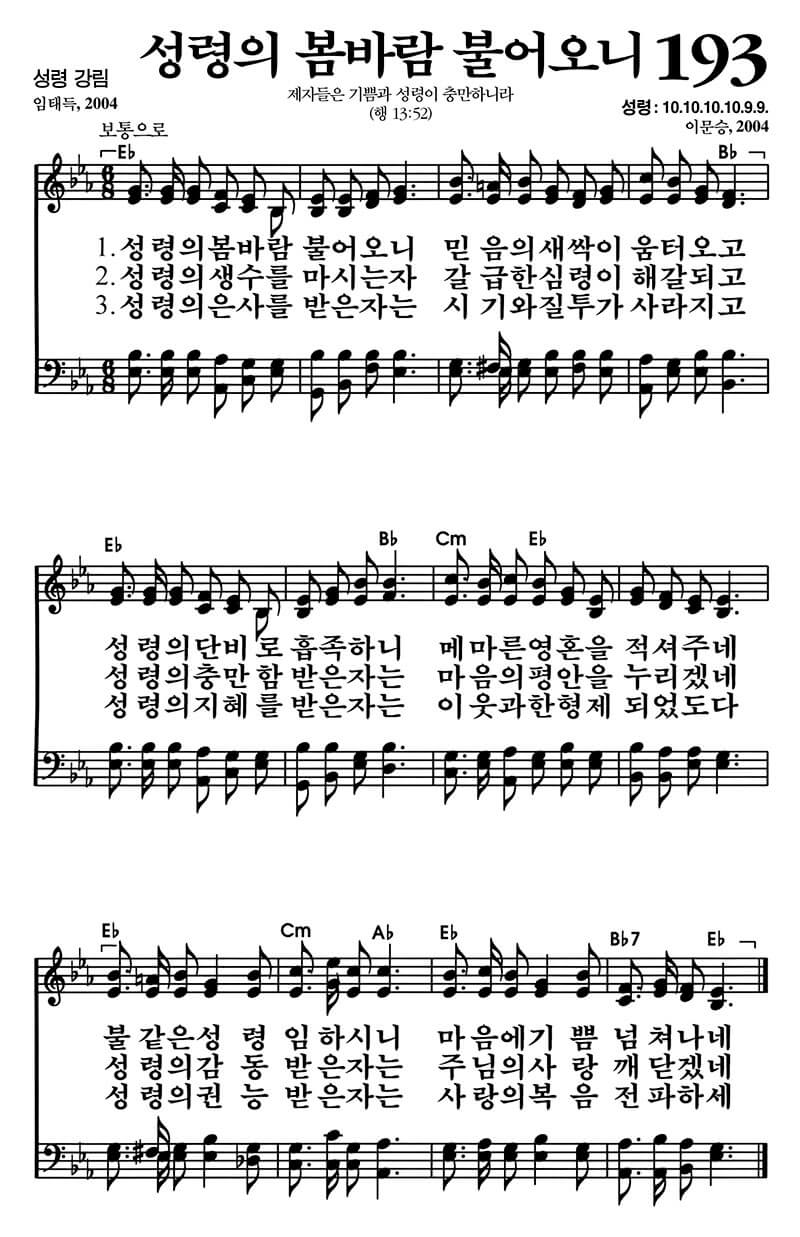 성령의 봄바람 불어오니 193
성령 강림
임태득, 2004
제자들은 기쁨과 성령이 충만하니라
(행 13:52)
성령 : 10.10.10.10.9.9.
이문승, 2004
보통으로
E♭ B♭
6 8
1. 성령의봄바람 불어오니 믿음의새싹이 움터오고
2. 성령의생수를 마시는자 갈급한심령이 해갈되고
3. 성령의은사를 받은자는 시기와질투가 사라지고
6 8
E♭ B♭ Cm E♭
성령의단비로흡족하니 메마른영혼을 적셔주네
성령의충만함받은자는 마음의평안을 누리겠네
성령의지혜를받은자는 이웃과한형제 되었도다
E♭ Cm A♭ E♭ B♭7 E♭
불같은성령임하시니 마음에기쁨넘쳐나네
성령의감동받은자는 주님의사랑깨닫겠네
성령의권능받은자는 사랑의복음전파하세